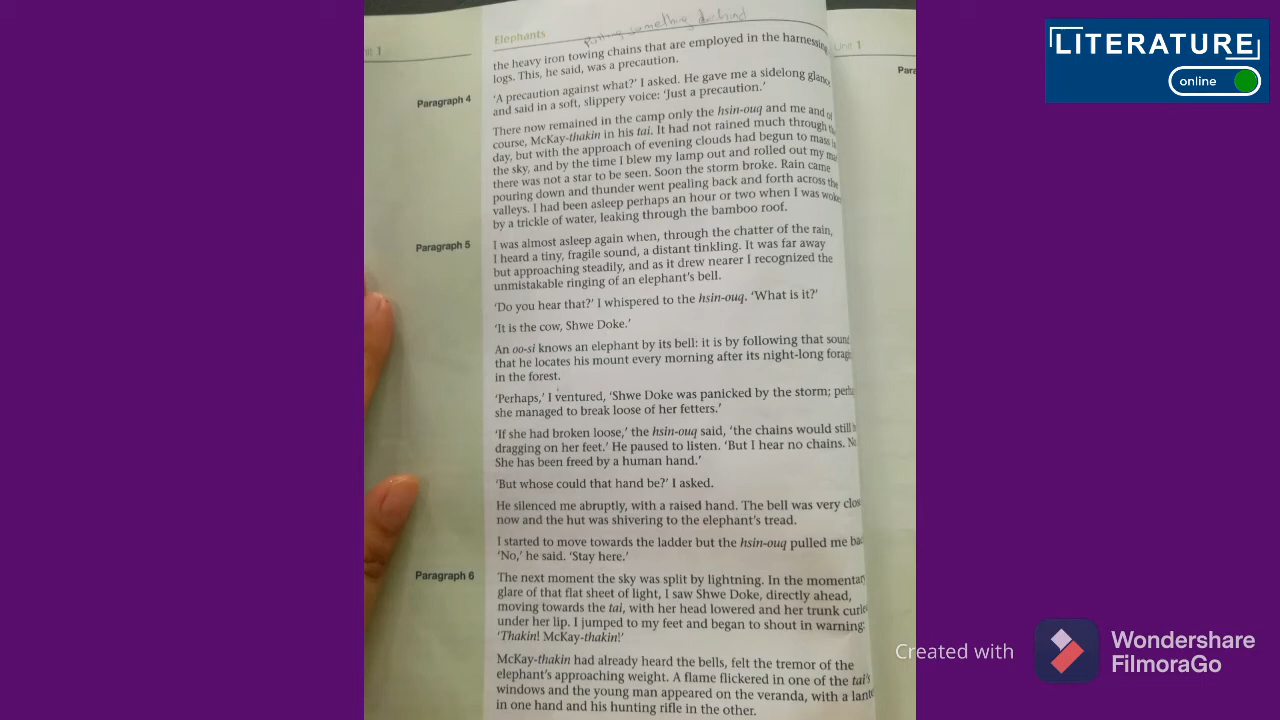 Putting something behind
Elephants
1
Unit 1
LITERATURE
online
the heavy iron towing chains that are employed in the harnessing
logs. This, he said, was a precaution.
Paragraph 4
'A precaution against what?' I asked. He gave me a sidelong glance
and said in a soft, slippery voice: 'Just a precaution.'
There now remained in the camp only the hsin-ouq and me and of
course, McKay-thakin in his tai. It had not rained much through
day, but with the approach of evening clouds had begun to mass
the sky, and by the time I blew my lamp out and rolled out my
there was not a star to be seen. Soon the storm broke. Rain came
pouring down and thunder went pealing back and forth across the
valleys. I had been asleep perhaps an hour or two when I was
by a trickle of water, leaking through the bamboo roof.
Paragraph 5
I was almost asleep again when, through the chatter of the rain,
I heard a tiny, fragile sound, a distant tinkling. It was far away
but approaching steadily, and as it drew nearer I recognized the
unmistakable ringing of an elephant's bell.
'Do you hear that?' I whispered to the hsin-ouq. 'What is it?'
'It is the cow, Shwe Doke.'
An oo-si knows an elephant by its bell: it is by following that sound
that he locates his mount every morning after its night-long
in the forest.
'Perhaps,' I ventured, 'Shwe Doke was panicked by the storm;
she managed to break loose of her fetters.'
'If she had broken loose,' the hsin-ouq said, 'the chains would still
dragging on her feet.' He paused to listen. 'But I hear no chains.
She has been freed by a human hand.'
'But whose could that hand be?' I asked.
He silenced me abruptly, with a raised hand. The bell was very
now and the hut was shivering to the elephant's tread.
I started to move towards the ladder but the hsin-ouq pulled me
'No,' he said. 'Stay here.'
Paragraph 6
The next moment the sky was split by lightning. In the
glare of that flat sheet of light, I saw Shwe Doke, directly ahead,
moving towards the tai, with her head lowered and her trunk
under her lip. I jumped to my feet and began to shout in warning:
'Thakin! McKay-thakin!'
McKay-thakin had already heard the bells, felt the tremor of the
elephant's approaching weight. A flame flickered in one of the tai's
windows and the young man appeared on the veranda, with a
in one hand and his hunting rifle in the other.
Created with
Wondershare
FilmoraGo